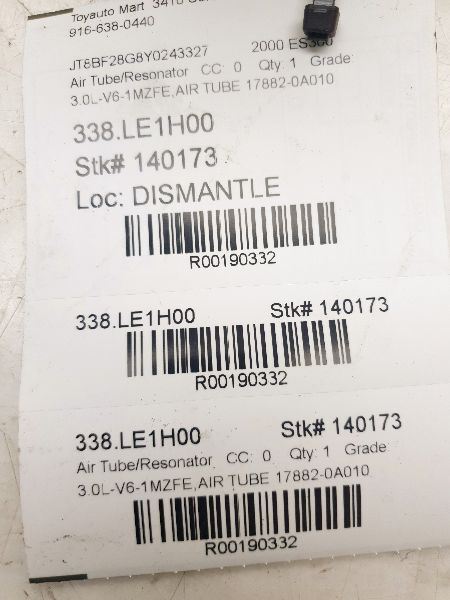 Toyauto Mart 3410
916-638-0440
JT8BF28G8Y0243327 2000 ES300
Air Tube/Resonator CC: 0 Qty: 1 Grade:
3.0L-V6-1MZFE,AIR TUBE 17882-0A010
338.LE1H00
Stk# 140173
Loc: DISMANTLE
R00190332
338.LE1H00 Stk# 140173
R00190332
338.LE1H00 Stk# 140173
Air Tube/Resonator CC: 0 Qty: 1 Grade:
3.0L-V6-1MZFE,AIR TUBE 17882-0A010
R00190332